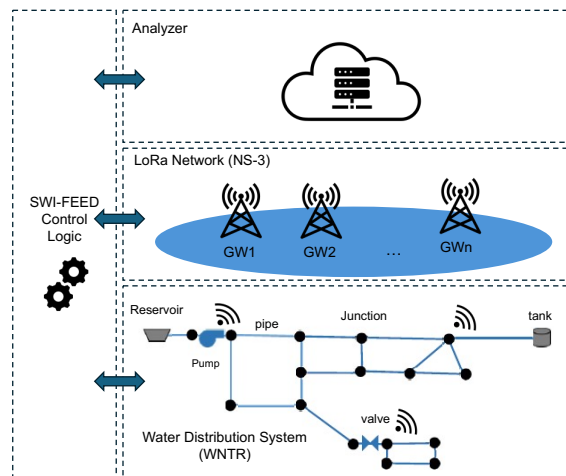 Analyzer
LoRa Network (NS-3)
SWI-FEED
Control
Logic
GW1
GW2
...
GWn
Reservoir
pipe
Junction
tank
Pump
valve
Water Distribution System
(WNTR)